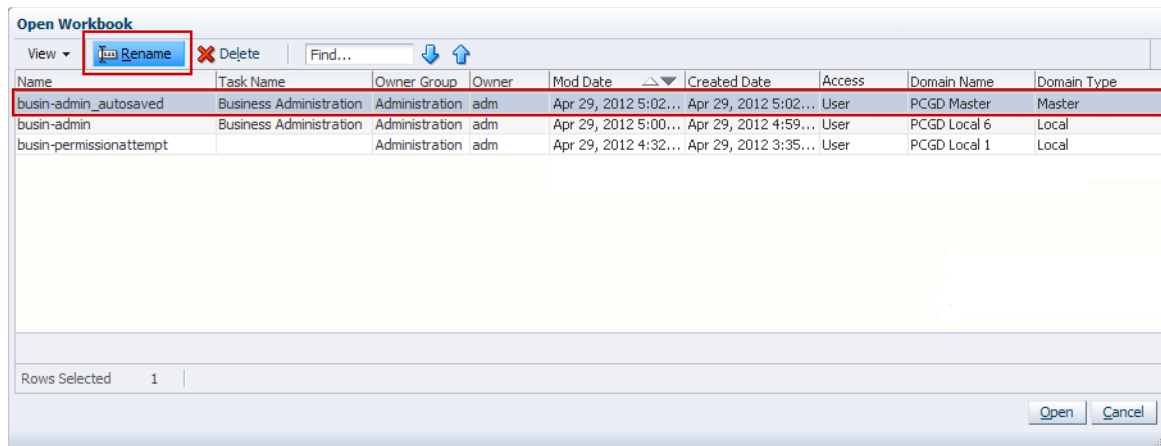 Open Workbook
View Rename Delete Find...
Name Task Name Owner Group Owner Mod Date Created Date Access Domain Name Domain Type
busin-admin_autosaved Business Administration Administration adm Apr 29, 2012 5:02... Apr 29, 2012 5:02... User PCGD Master Master
busin-admin Business Administration Administration adm Apr 29, 2012 5:00... Apr 29, 2012 4:59... User PCGD Local 6 Local
busin-permissionattempt Administration adm Apr 29, 2012 4:32... Apr 29, 2012 3:35... User PCGD Local 1 Local
Rows Selected 1
Open Cancel